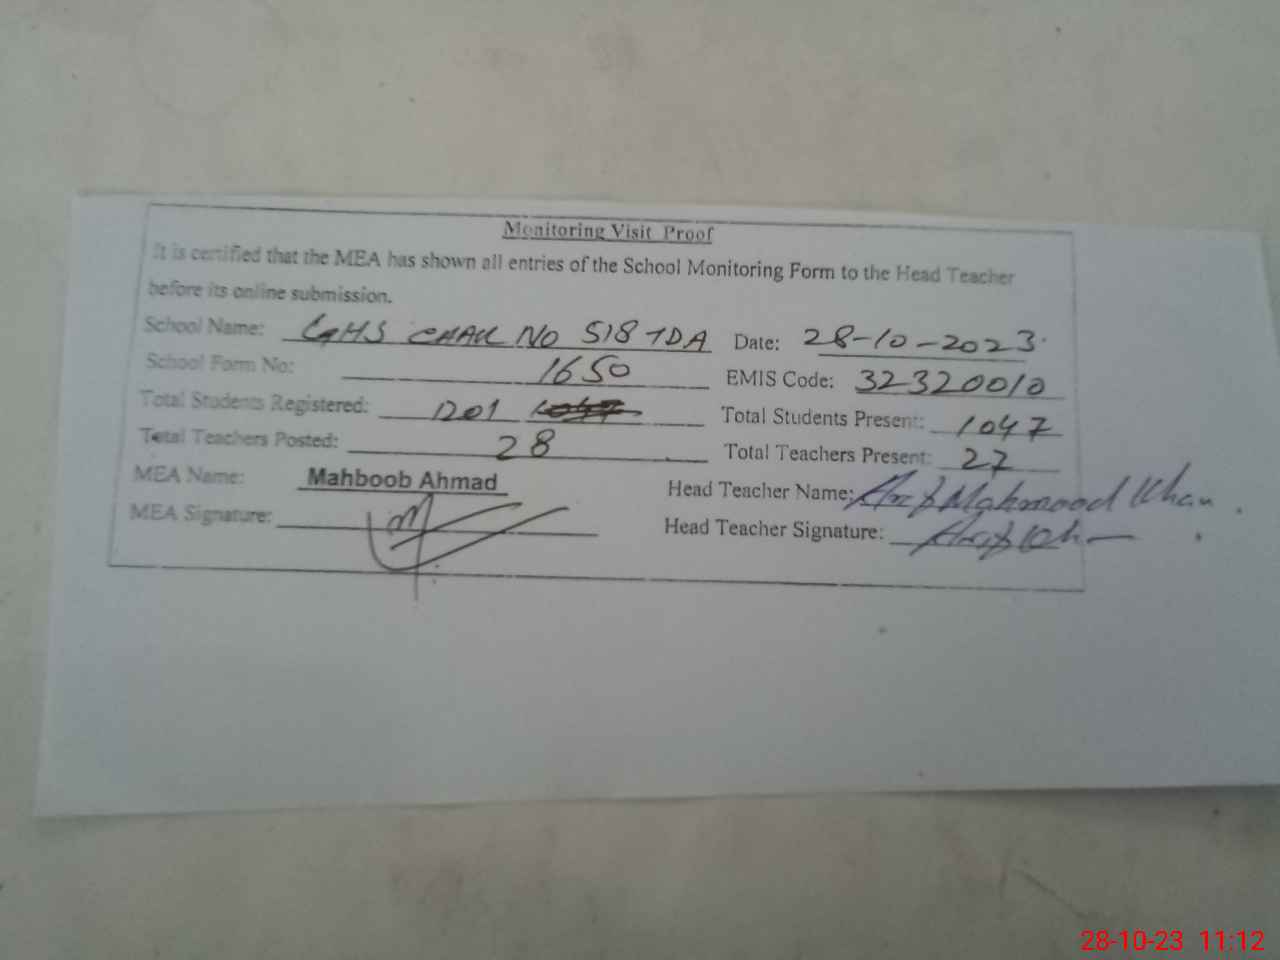 Monitoring Visit Proof
It is certified that the MEA has shown all entries of the School Monitoring Form to the Head Teacher
before its online submission.
School Name: GHS CHAK NO 518 TDA Date: 28-10-2023
School Form No: 1650 EMIS Code: 32320010
Total Students Registered: 1201 Total Students Present: 1047
Total Teachers Posted: 28 Total Teachers Present: 27
MEA Name: Mahboob Ahmad Head Teacher Name: Arif Mahmood Khan
MEA Signature: Head Teacher Signature:
28-10-23 11:12